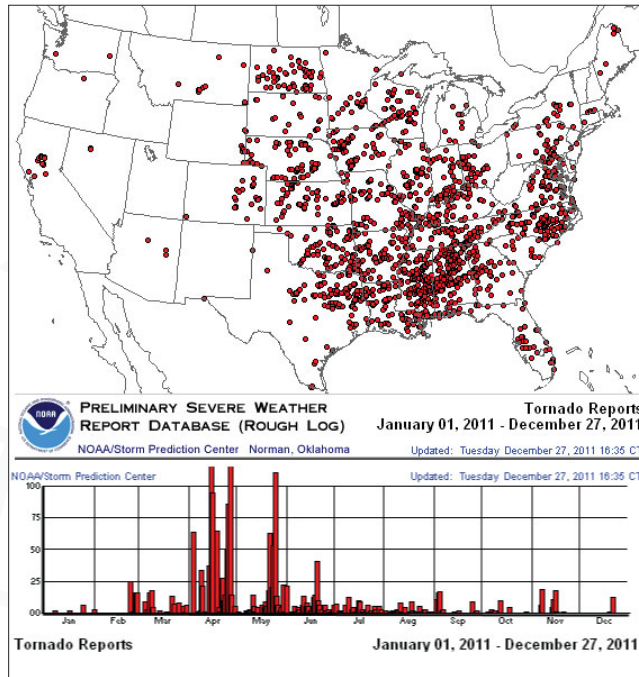 NOAA
PRELIMINARY SEVERE WEATHER
REPORT DATABASE (ROUGH LOG)
NOAA/Storm Prediction Center Norman, Oklahoma
Tornado Reports
January 01, 2011 - December 27, 2011
Updated: Tuesday December 27, 2011 16:35 CT
NOAA/Storm Prediction Center
Updated: Tuesday December 27, 2011 16:35 CT
100
75
50
25
00
Jan Feb Mar Apr May Jun Jul Aug Sep Oct Nov Dec
Tornado Reports
January 01, 2011 - December 27, 2011